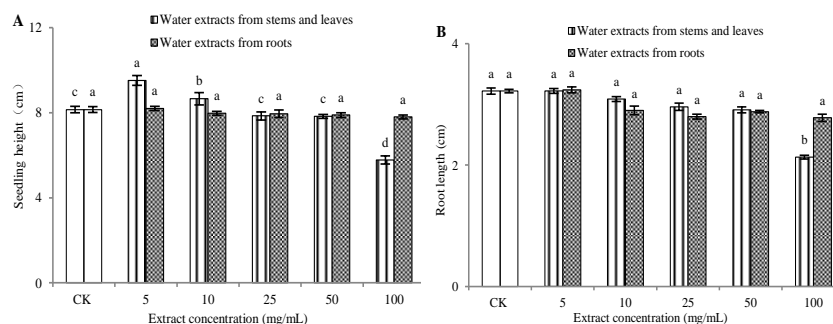 A
Water extracts from stems and leaves
Water extracts from roots
12
8
4
0
Seedling height（cm）
c a a a b a c a c a d a
CK 5 10 25 50 100
Extract concentration (mg/mL)
B
Water extracts from stems and leaves
Water extracts from roots
4
2
0
Root length (cm)
a a a a a a a a a a b a
CK 5 10 25 50 100
Extract concentration (mg/mL)